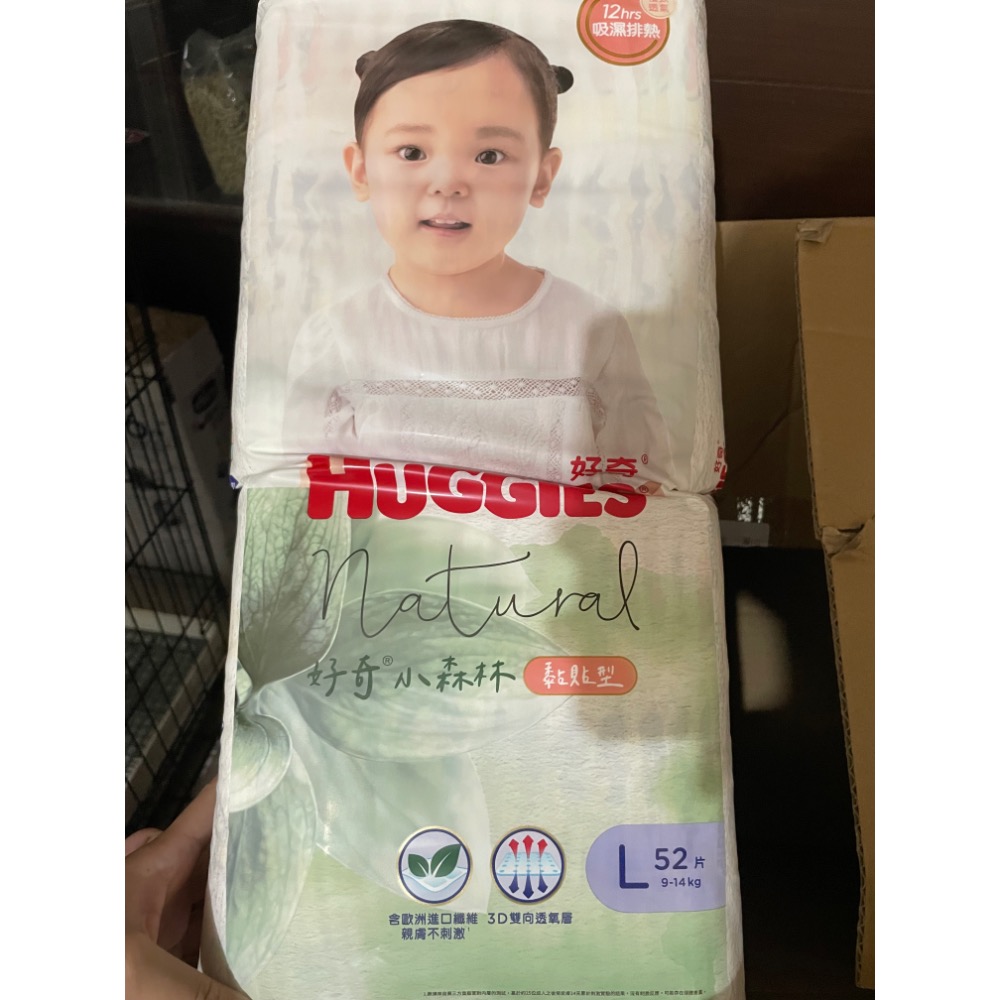 12hrs
吸濕排熱
好奇®
HUGGIES®
natural
好奇®小森林 黏貼型
L 52片
9-14kg
含歐洲進口纖維 3D雙向透氧層
親膚不刺激¹